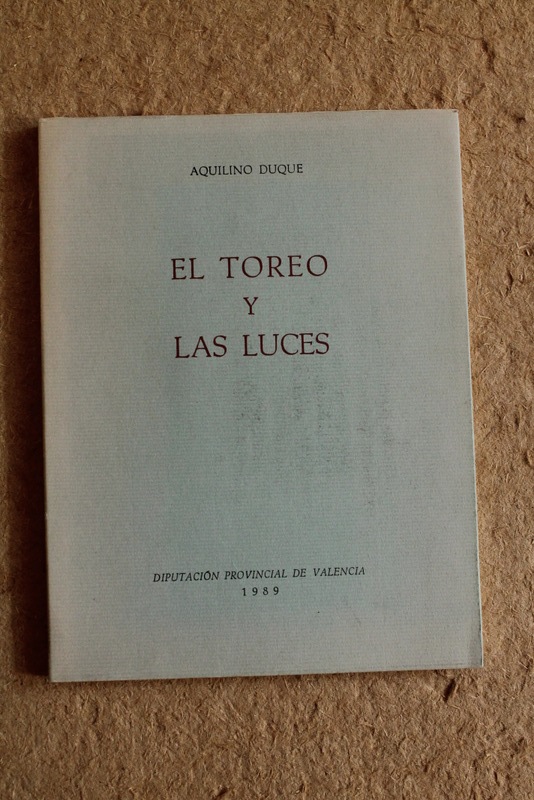 AQUILINO DUQUE
EL TOREO
Y
LAS LUCES
DIPUTACIÓN PROVINCIAL DE VALENCIA
1989